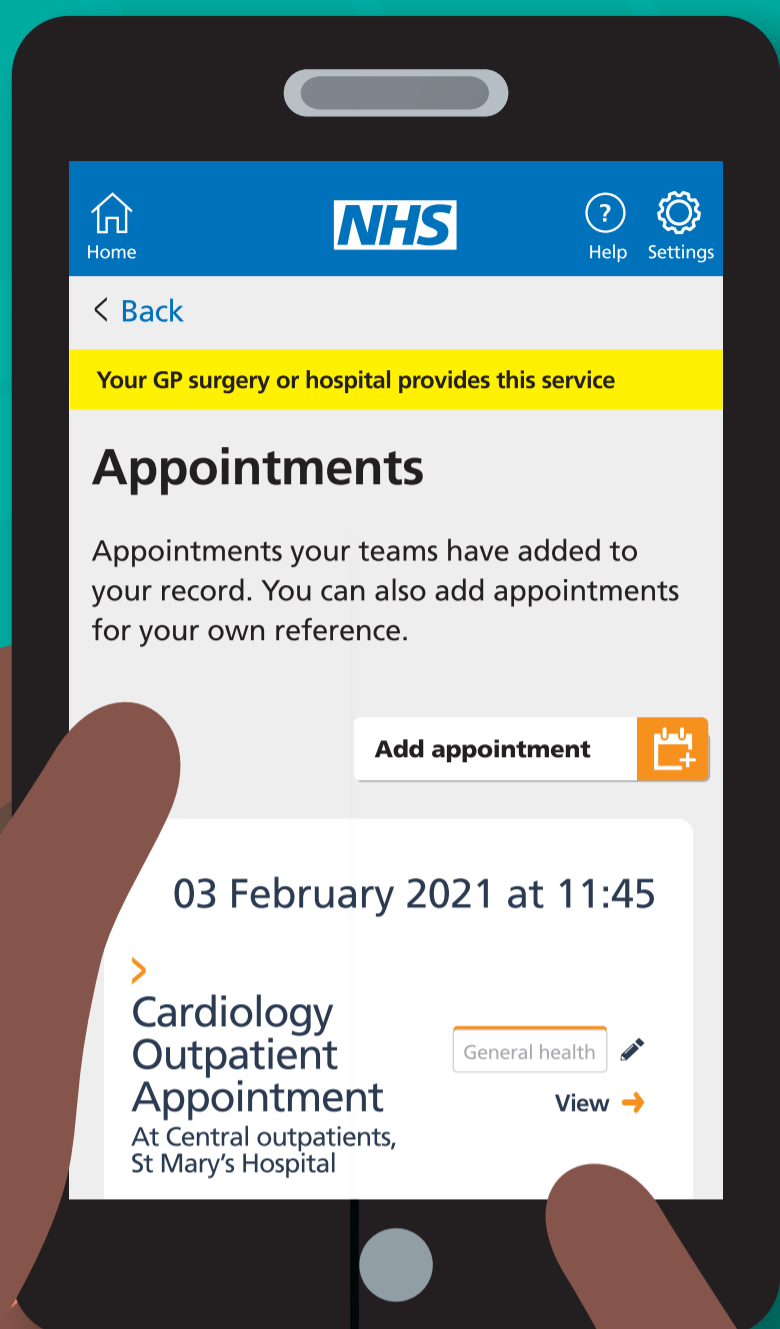 NHS
?
Home
Help Settings
< Back
Your GP surgery or hospital provides this service
Appointments
Appointments your teams have added to
your record. You can also add appointments
for your own reference.
Add appointment
03 February 2021 at 11:45
Cardiology
Outpatient
Appointment
General health
View
At Central outpatients,
St Mary’s Hospital